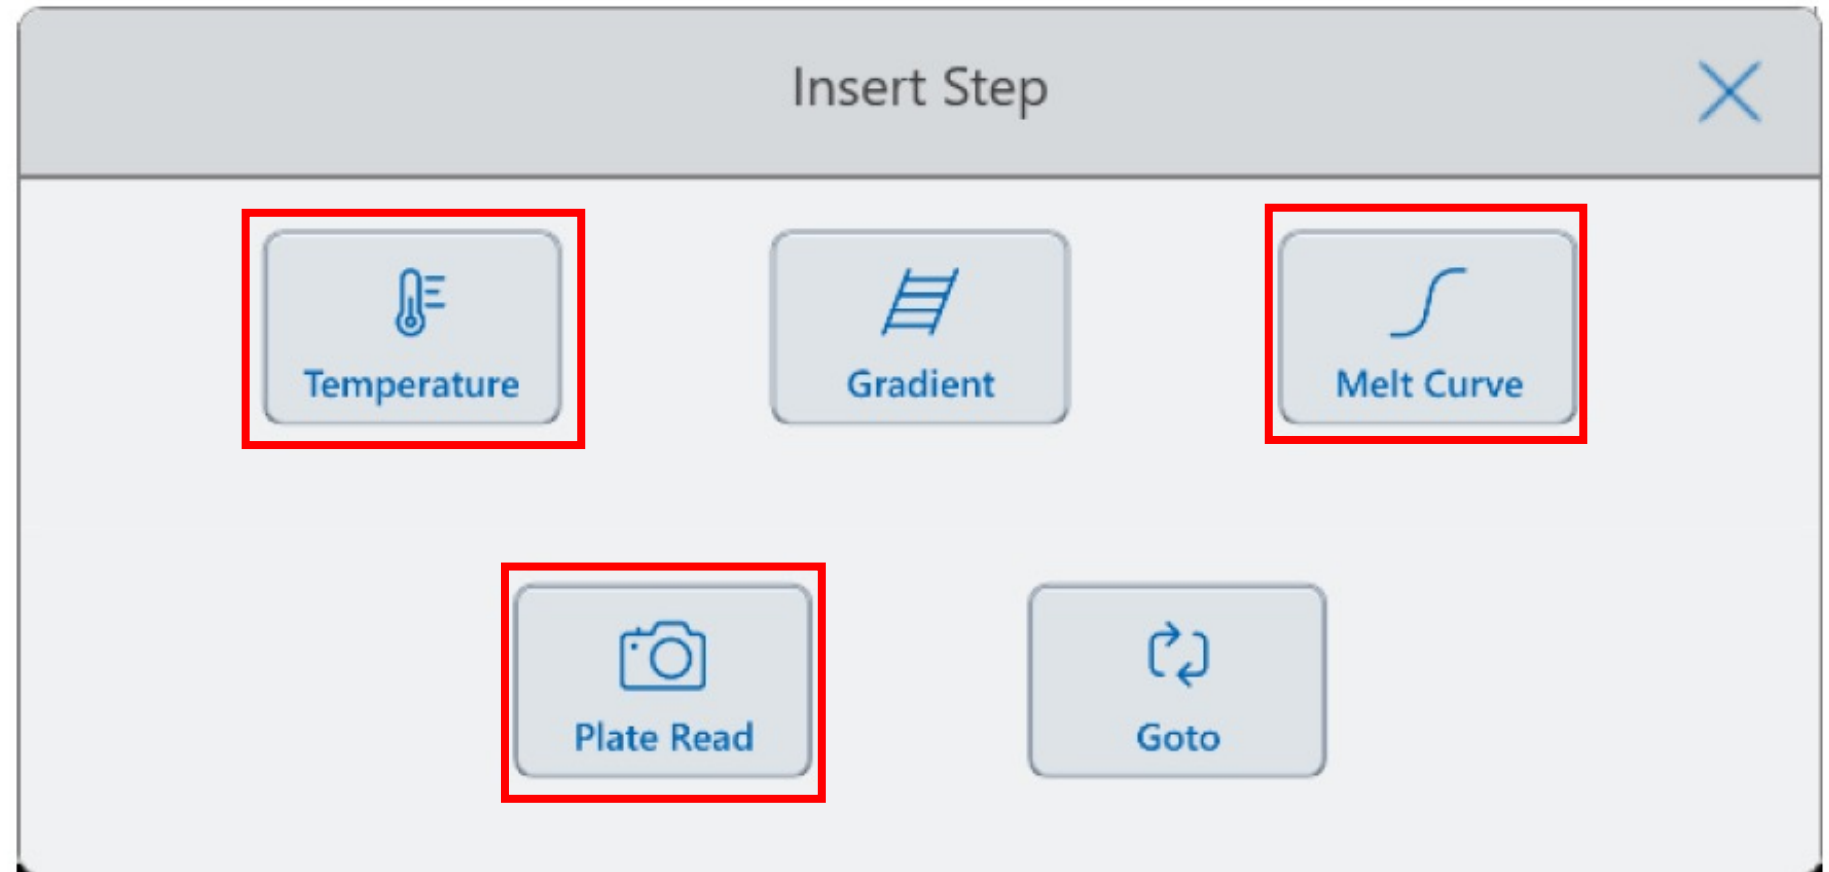 Insert Step
Temperature
Gradient
Melt Curve
Plate Read
Goto